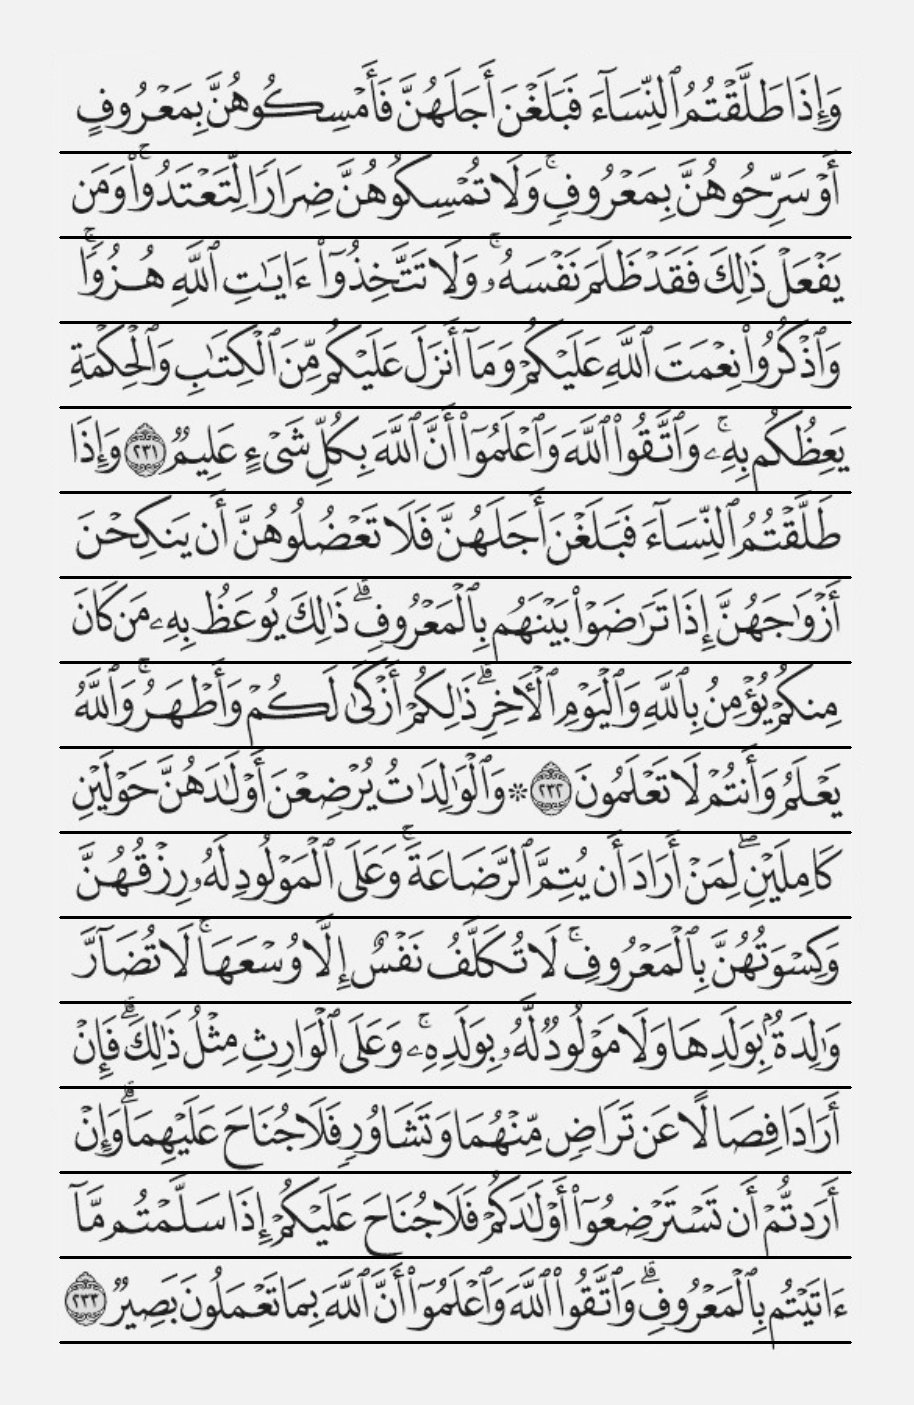 وَإِذَا طَلَّقۡتُمُ ٱلنِّسَآءَ فَبَلَغۡنَ أَجَلَهُنَّ فَأَمۡسِكُوهُنَّ بِمَعۡرُوفٍ
أَوۡ سَرِّحُوهُنَّ بِمَعۡرُوفٖۚ وَلَا تُمۡسِكُوهُنَّ ضِرَارٗا لِّتَعۡتَدُواْۚ وَمَن
يَفۡعَلۡ ذَٰلِكَ فَقَدۡ ظَلَمَ نَفۡسَهُۥۚ وَلَا تَتَّخِذُوٓاْ ءَايَٰتِ ٱللَّهِ هُزُوٗاۚ
وَٱذۡكُرُواْ نِعۡمَتَ ٱللَّهِ عَلَيۡكُمۡ وَمَآ أَنزَلَ عَلَيۡكُم مِّنَ ٱلۡكِتَٰبِ وَٱلۡحِكۡمَةِ
يَعِظُكُم بِهِۦۚ وَٱتَّقُواْ ٱللَّهَ وَٱعۡلَمُوٓاْ أَنَّ ٱللَّهَ بِكُلِّ شَيۡءٍ عَلِيمٞ ٢٣١ وَإِذَا
طَلَّقۡتُمُ ٱلنِّسَآءَ فَبَلَغۡنَ أَجَلَهُنَّ فَلَا تَعۡضُلُوهُنَّ أَن يَنكِحۡنَ
أَزۡوَٰجَهُنَّ إِذَا تَرَٰضَوۡاْ بَيۡنَهُم بِٱلۡمَعۡرُوفِۗ ذَٰلِكَ يُوعَظُ بِهِۦ مَن كَانَ
مِنكُمۡ يُؤۡمِنُ بِٱللَّهِ وَٱلۡيَوۡمِ ٱلۡأٓخِرِۗ ذَٰلِكُمۡ أَزۡكَىٰ لَكُمۡ وَأَطۡهَرُۚ وَٱللَّهُ
يَعۡلَمُ وَأَنتُمۡ لَا تَعۡلَمُونَ ٢٣٢ ۞ وَٱلۡوَٰلِدَٰتُ يُرۡضِعۡنَ أَوۡلَٰدَهُنَّ حَوۡلَيۡنِ
كَامِلَيۡنِۖ لِمَنۡ أَرَادَ أَن يُتِمَّ ٱلرَّضَاعَةَۚ وَعَلَى ٱلۡمَوۡلُودِ لَهُۥ رِزۡقُهُنَّ
وَكِسۡوَتُهُنَّ بِٱلۡمَعۡرُوفِۚ لَا تُكَلَّفُ نَفۡسٌ إِلَّا وُسۡعَهَاۚ لَا تُضَآرَّ
وَٰلِدَةُۢ بِوَلَدِهَا وَلَا مَوۡلُودٞ لَّهُۥ بِوَلَدِهِۦۚ وَعَلَى ٱلۡوَارِثِ مِثۡلُ ذَٰلِكَۗ فَإِنۡ
أَرَادَا فِصَالًا عَن تَرَاضٖ مِّنۡهُمَا وَتَشَاوُرٖ فَلَا جُنَاحَ عَلَيۡهِمَاۗ وَإِنۡ
أَرَدتُّمۡ أَن تَسۡتَرۡضِعُوٓاْ أَوۡلَٰدَكُمۡ فَلَا جُنَاحَ عَلَيۡكُمۡ إِذَا سَلَّمۡتُم مَّآ
ءَاتَيۡتُم بِٱلۡمَعۡرُوفِۗ وَٱتَّقُواْ ٱللَّهَ وَٱعۡلَمُوٓاْ أَنَّ ٱللَّهَ بِمَا تَعۡمَلُونَ بَصِيرٞ ٢٣٣